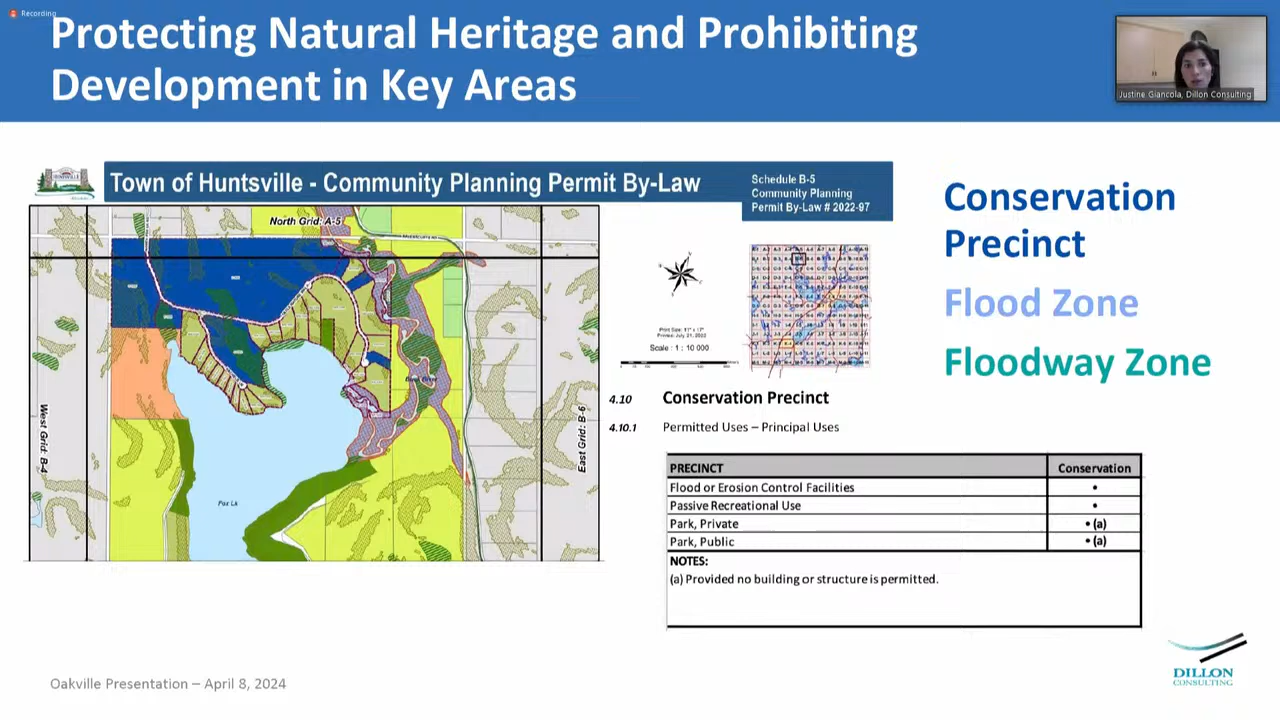 Recording
Protecting Natural Heritage and Prohibiting
Development in Key Areas
Justine Giancola, Dillon Consulting
Town of Huntsville - Community Planning Permit By-Law
Schedule B-5
Community Planning
Permit By-Law # 2022-97
North Grid: A-5
West Grid: B-4
East Grid: B-6
Fox Lk
Print Size: 11" x 17"
Printed: July 21, 2022
Scale : 1 : 10 000
Conservation
Precinct
Flood Zone
Floodway Zone
4.10 Conservation Precinct
4.10.1 Permitted Uses – Principal Uses
PRECINCT Conservation
Flood or Erosion Control Facilities •
Passive Recreational Use •
Park, Private • (a)
Park, Public • (a)
NOTES:
(a) Provided no building or structure is permitted.
Oakville Presentation – April 8, 2024
DILLON
CONSULTING